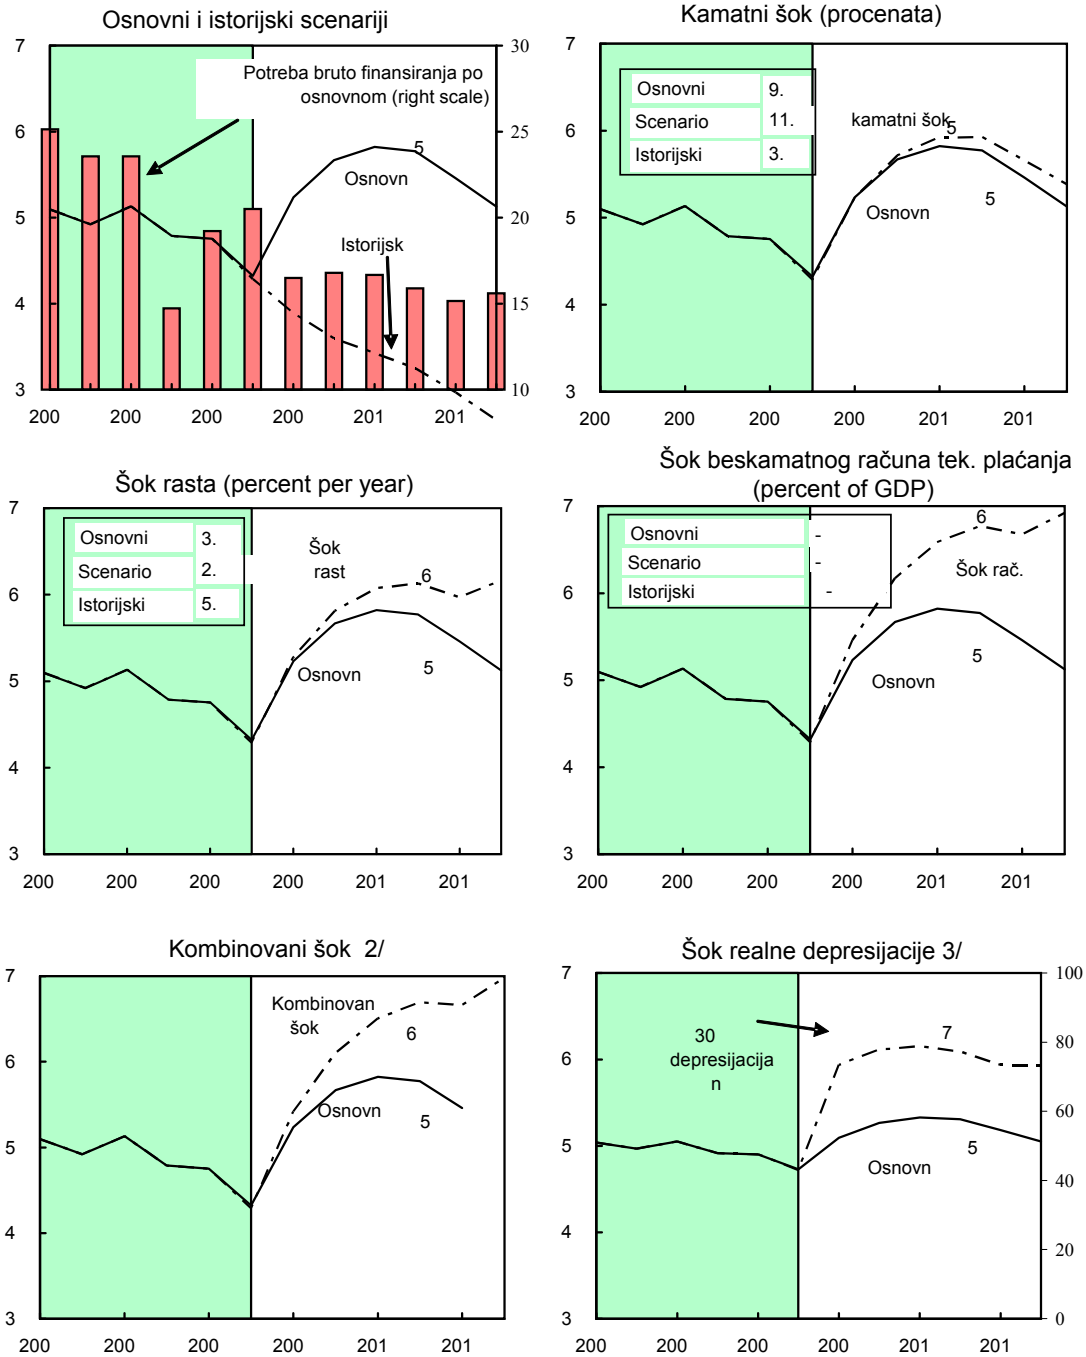 Osnovni i istorijski scenariji
7
6
5
4
3
30
25
20
15
10
Potreba bruto finansiranja po
osnovnom (right scale)
5
Osnovn
Istorijsk
200 200 200 200 201 201
Kamatni šok (procenata)
7
6
5
4
3
Osnovni 9.
Scenario 11.
Istorijski 3.
kamatni šok
5
Osnovn
5
200 200 200 200 201 201
Šok rasta (percent per year)
7
6
5
4
3
Osnovni 3.
Scenario 2.
Istorijski 5.
Šok
rast
6
Osnovn
5
200 200 200 200 201 201
Šok beskamatnog računa tek. plaćanja
(percent of GDP)
7
6
5
4
3
Osnovni -
Scenario -
Istorijski -
6
Šok rač.
5
Osnovn
200 200 200 200 201 201
Kombinovani šok 2/
7
6
5
4
3
Kombinovan
šok
6
Osnovn
5
200 200 200 200 201 201
Šok realne depresijacije 3/
7
6
5
4
3
100
80
60
40
20
0
30
depresijacija
n
7
5
Osnovn
200 200 200 200 201 201